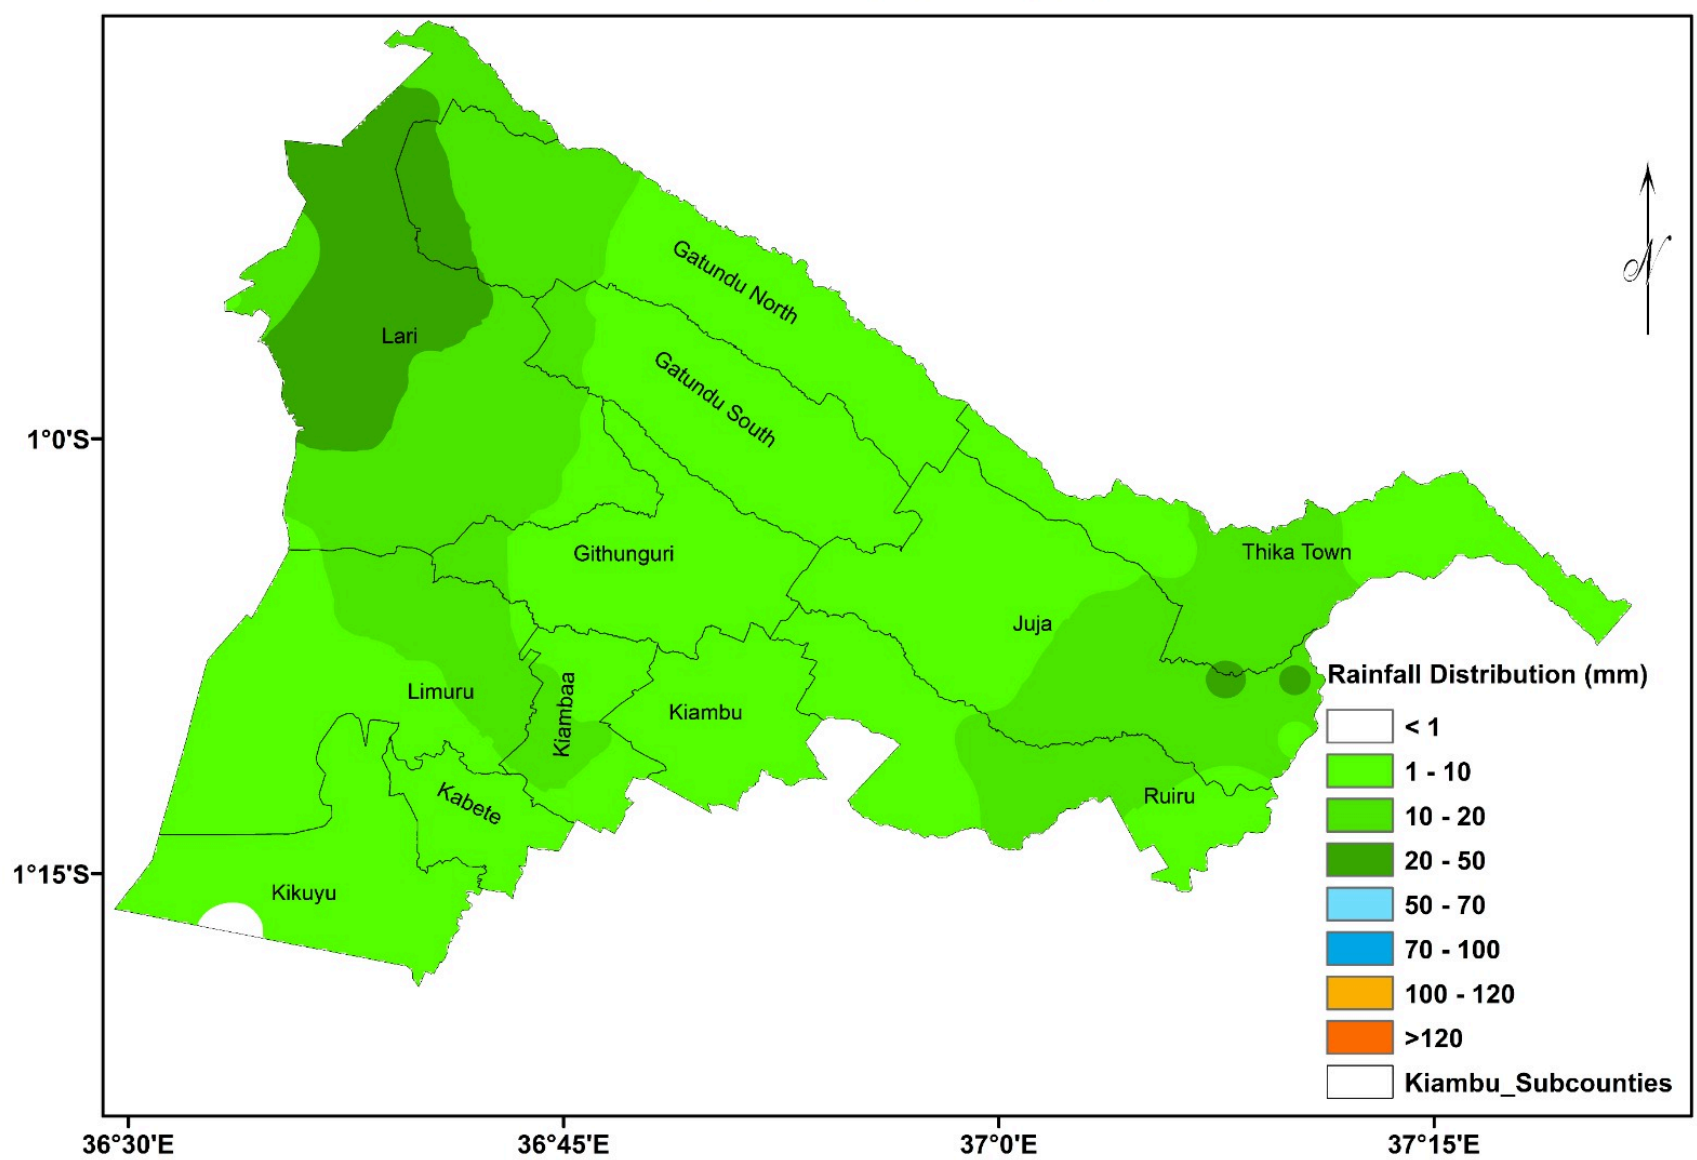 N
Gatundu North
Lari
Gatundu South
1°0'S
Githunguri
Thika Town
Juja
Limuru
Kiambaa
Kiambu
Kabete
Ruiru
1°15'S
Kikuyu
Rainfall Distribution (mm)
< 1
1 - 10
10 - 20
20 - 50
50 - 70
70 - 100
100 - 120
>120
Kiambu_Subcounties
36°30'E
36°45'E
37°0'E
37°15'E